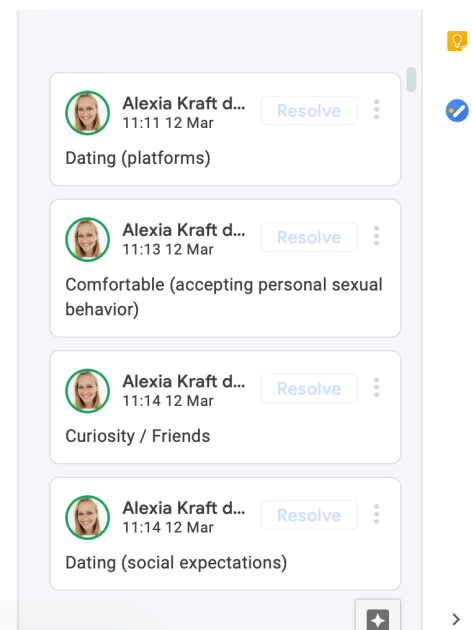 Alexia Kraft d...
Resolve
11:11 12 Mar
Dating (platforms)
Alexia Kraft d...
Resolve
11:13 12 Mar
Comfortable (accepting personal sexual
behavior)
Alexia Kraft d...
Resolve
11:14 12 Mar
Curiosity / Friends
Alexia Kraft d...
Resolve
11:14 12 Mar
Dating (social expectations)